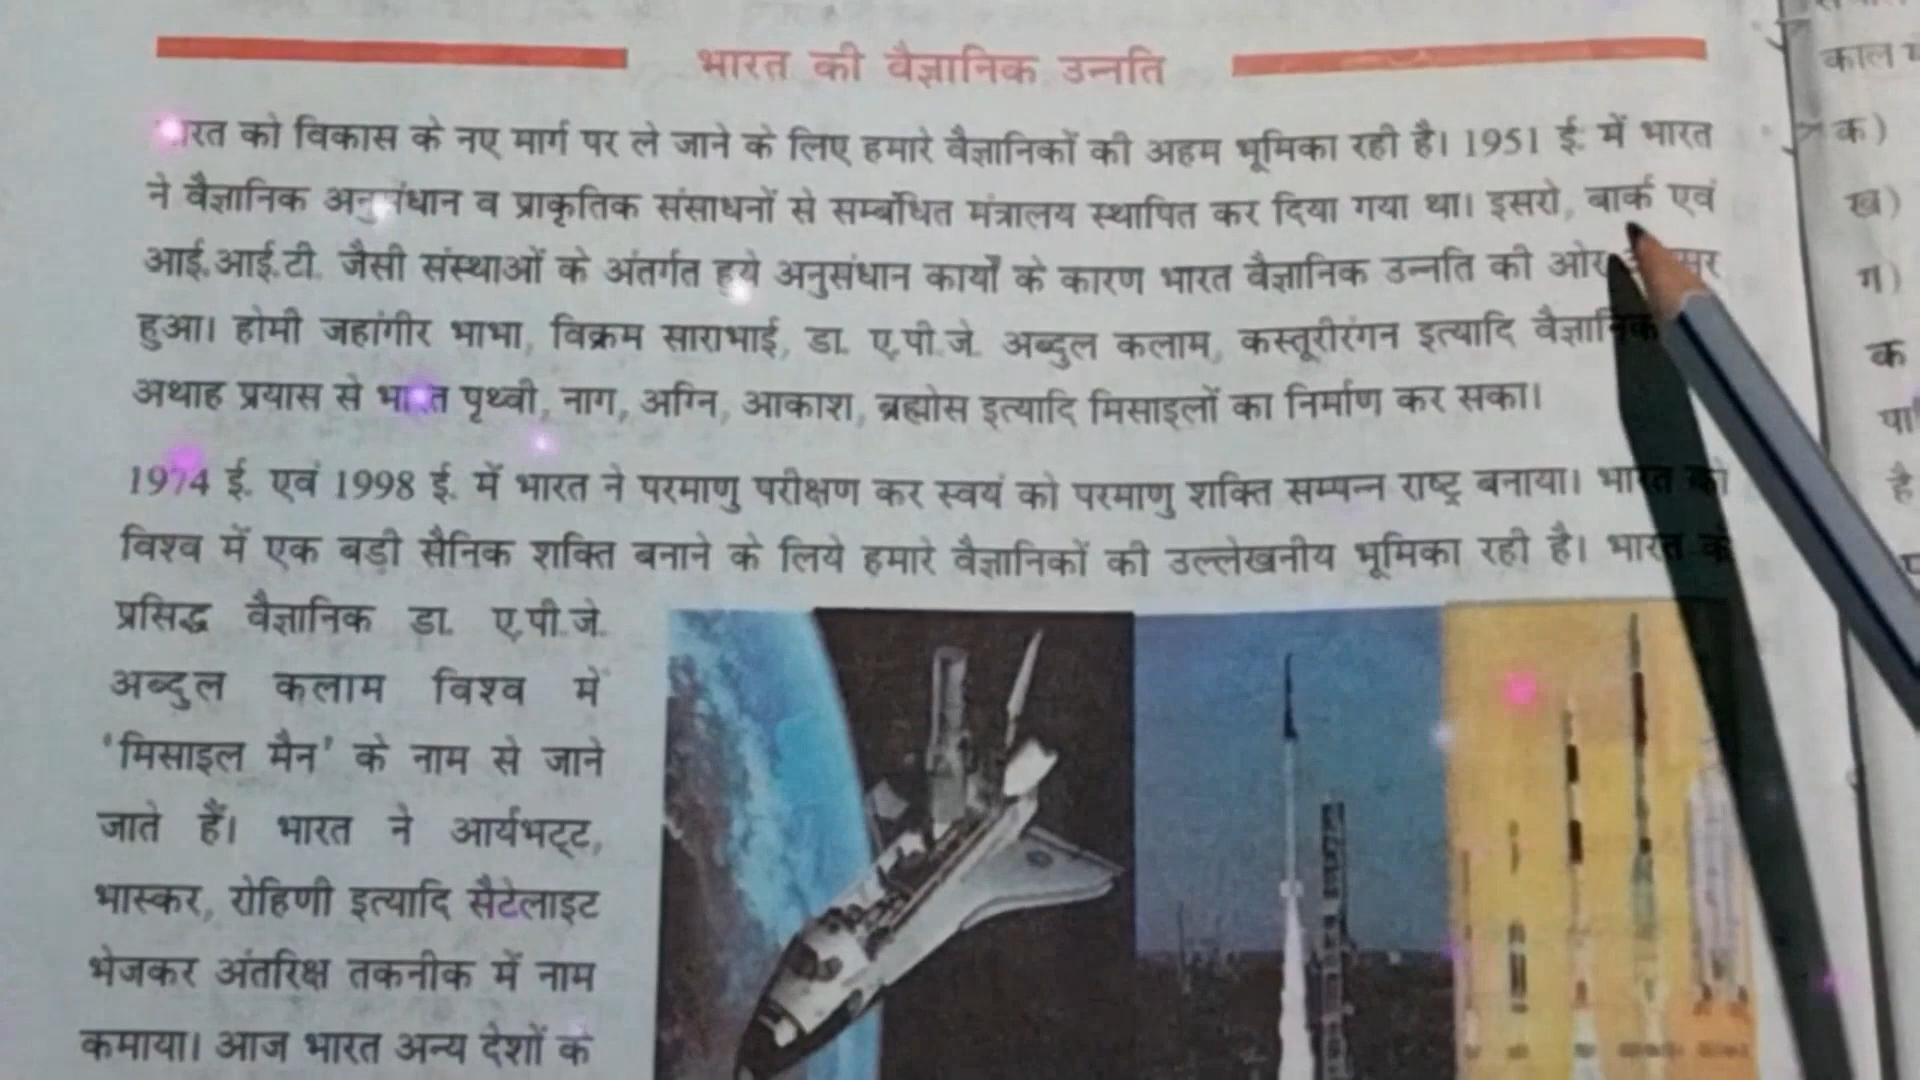 भारत की वैज्ञानिक उन्नति
भारत को विकास के नए मार्ग पर ले जाने के लिए हमारे वैज्ञानिकों की अहम भूमिका रही है। 1951 ई. में भारत
ने वैज्ञानिक अनुसंधान व प्राकृतिक संसाधनों से सम्बंधित मंत्रालय स्थापित कर दिया गया था। इसरो, बार्क एवं
आई.आई.टी. जैसी संस्थाओं के अंतर्गत हुये अनुसंधान कार्यों के कारण भारत वैज्ञानिक उन्नति की ओर
हुआ। होमी जहांगीर भाभा, विक्रम साराभाई, डा. ए.पी.जे. अब्दुल कलाम, कस्तूरीरंगन इत्यादि वैज्ञानिक
अथाह प्रयास से भारत पृथ्वी, नाग, अग्नि, आकाश, ब्रह्मोस इत्यादि मिसाइलों का निर्माण कर सका।
1974 ई. एवं 1998 ई. में भारत ने परमाणु परीक्षण कर स्वयं को परमाणु शक्ति सम्पन्न राष्ट्र बनाया। भारत को
विश्व में एक बड़ी सैनिक शक्ति बनाने के लिये हमारे वैज्ञानिकों की उल्लेखनीय भूमिका रही है। भारत के
प्रसिद्ध वैज्ञानिक डा. ए.पी.जे.
अब्दुल कलाम विश्व में
'मिसाइल मैन' के नाम से जाने
जाते हैं। भारत ने आर्यभट्ट,
भास्कर, रोहिणी इत्यादि सैटेलाइट
भेजकर अंतरिक्ष तकनीक में नाम
कमाया। आज भारत अन्य देशों के
काल
क)
ख)
ग)
क
है